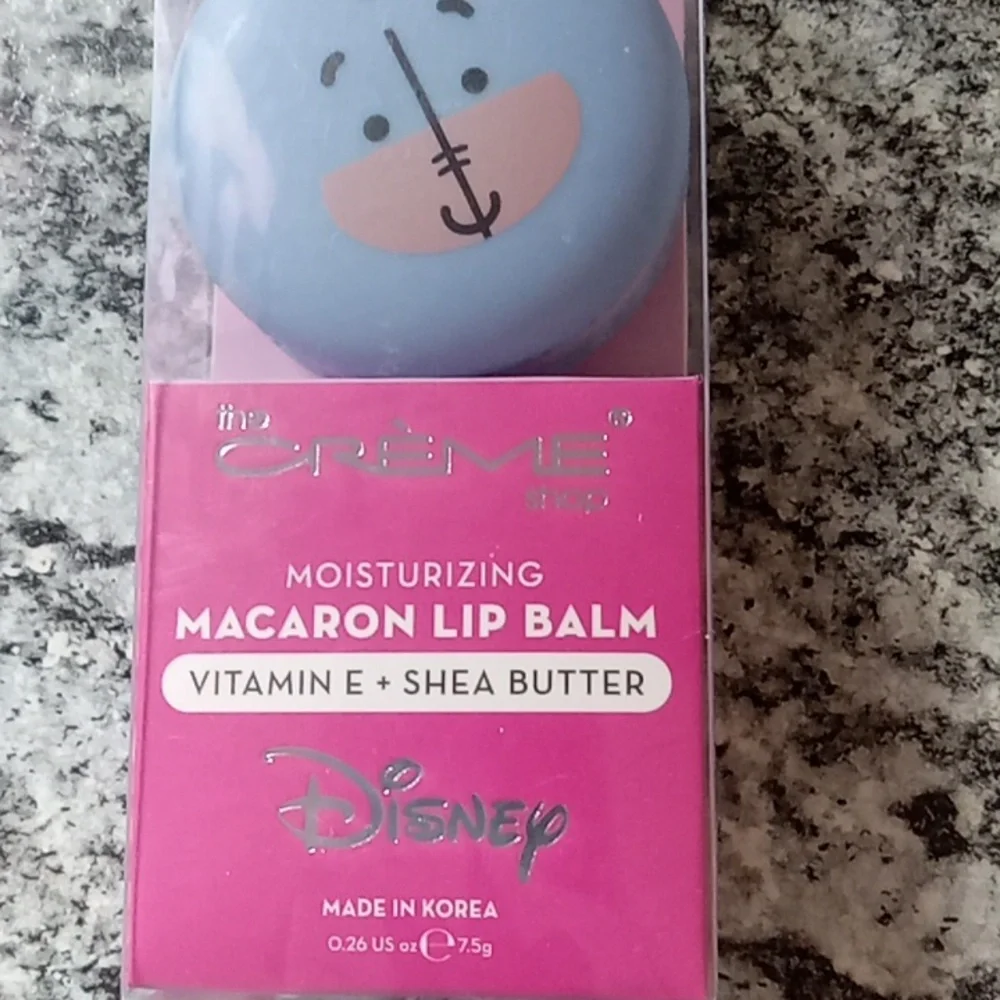 the
CRÈME®
shop
MOISTURIZING
MACARON LIP BALM
VITAMIN E + SHEA BUTTER
Disney
MADE IN KOREA
0.26 US oz ℮ 7.5g